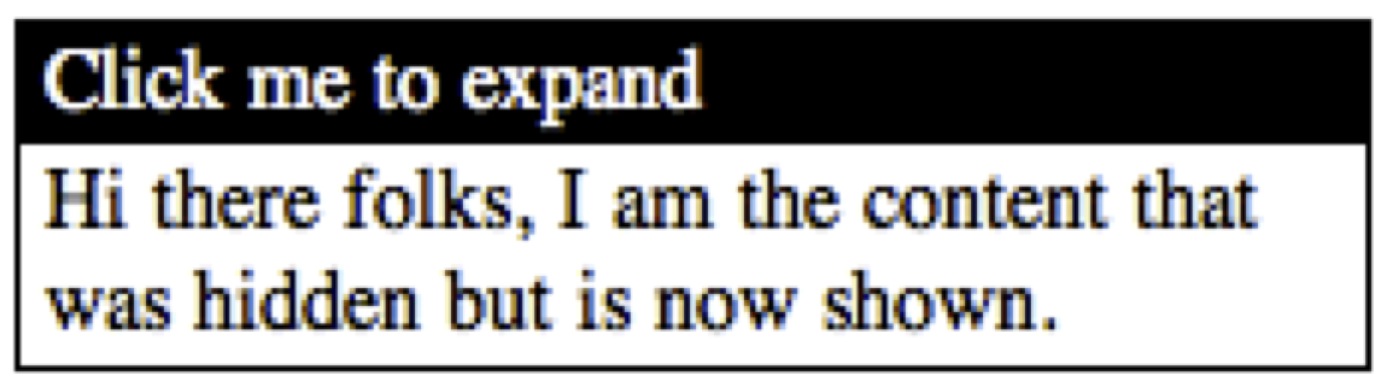 Click me to expand
Hi there folks, I am the content that
was hidden but is now shown.